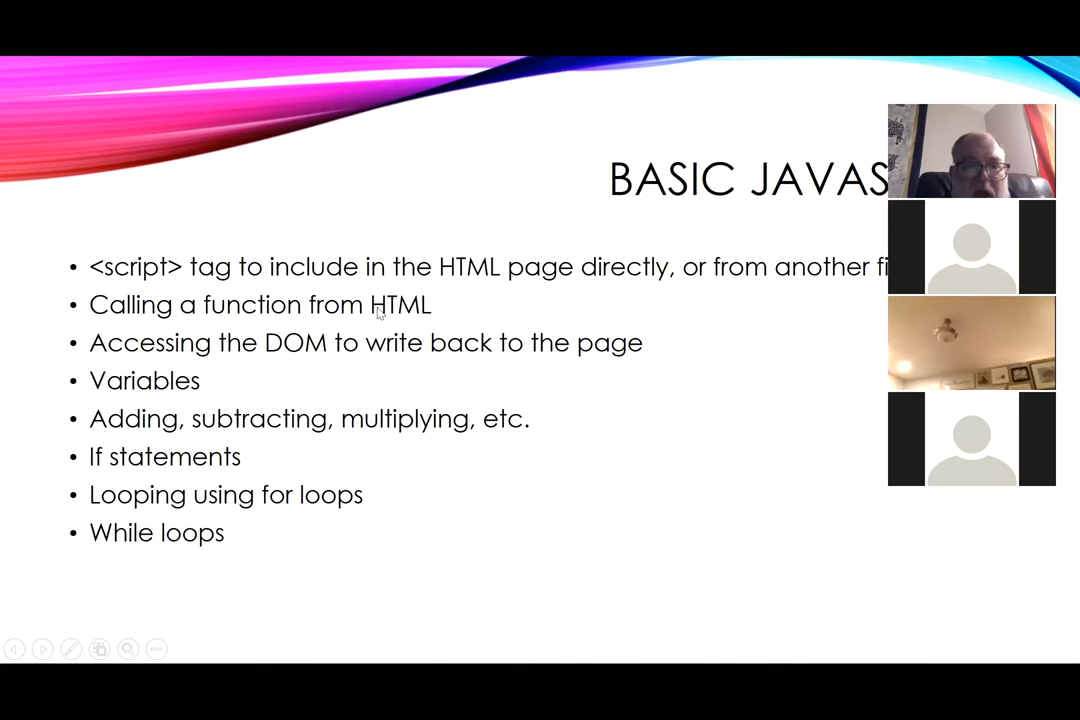 BASIC JAVAS
• <script> tag to include in the HTML page directly, or from another fi
• Calling a function from HTML
• Accessing the DOM to write back to the page
• Variables
• Adding, subtracting, multiplying, etc.
• If statements
• Looping using for loops
• While loops